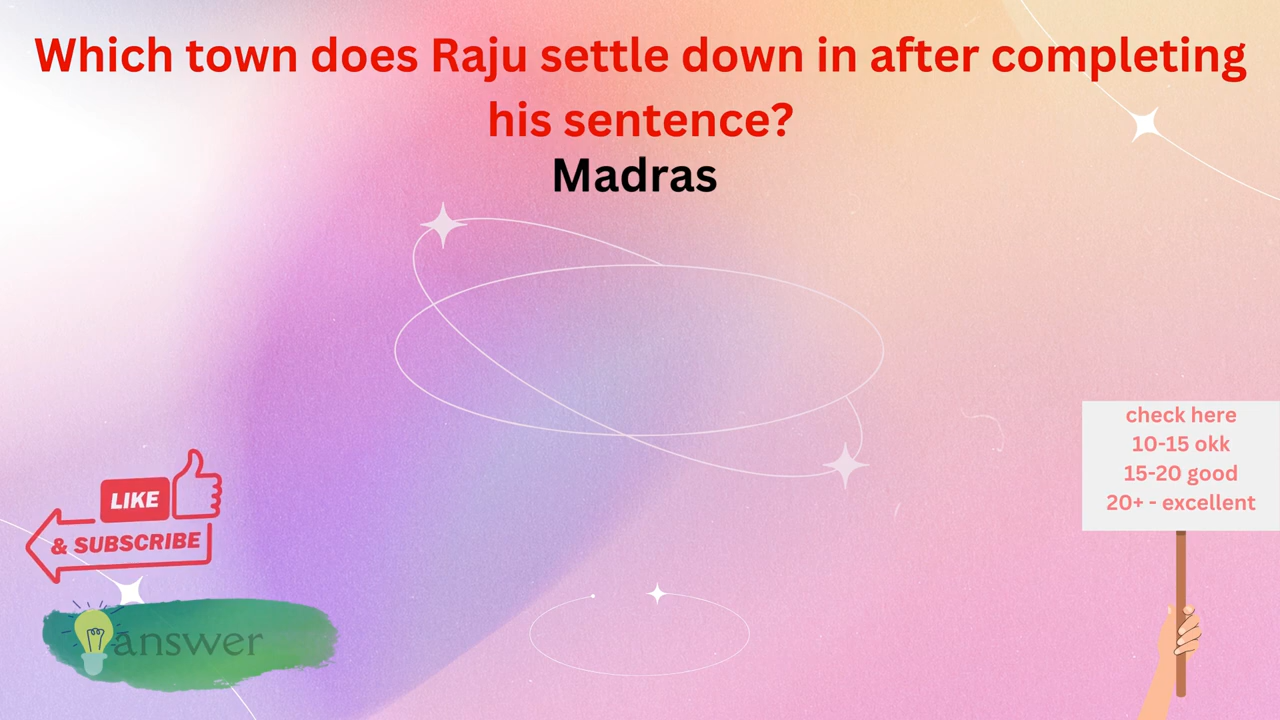 Which town does Raju settle down in after completing
his sentence?
Madras
check here
10-15 okk
15-20 good
20+ - excellent
LIKE
& SUBSCRIBE
answer